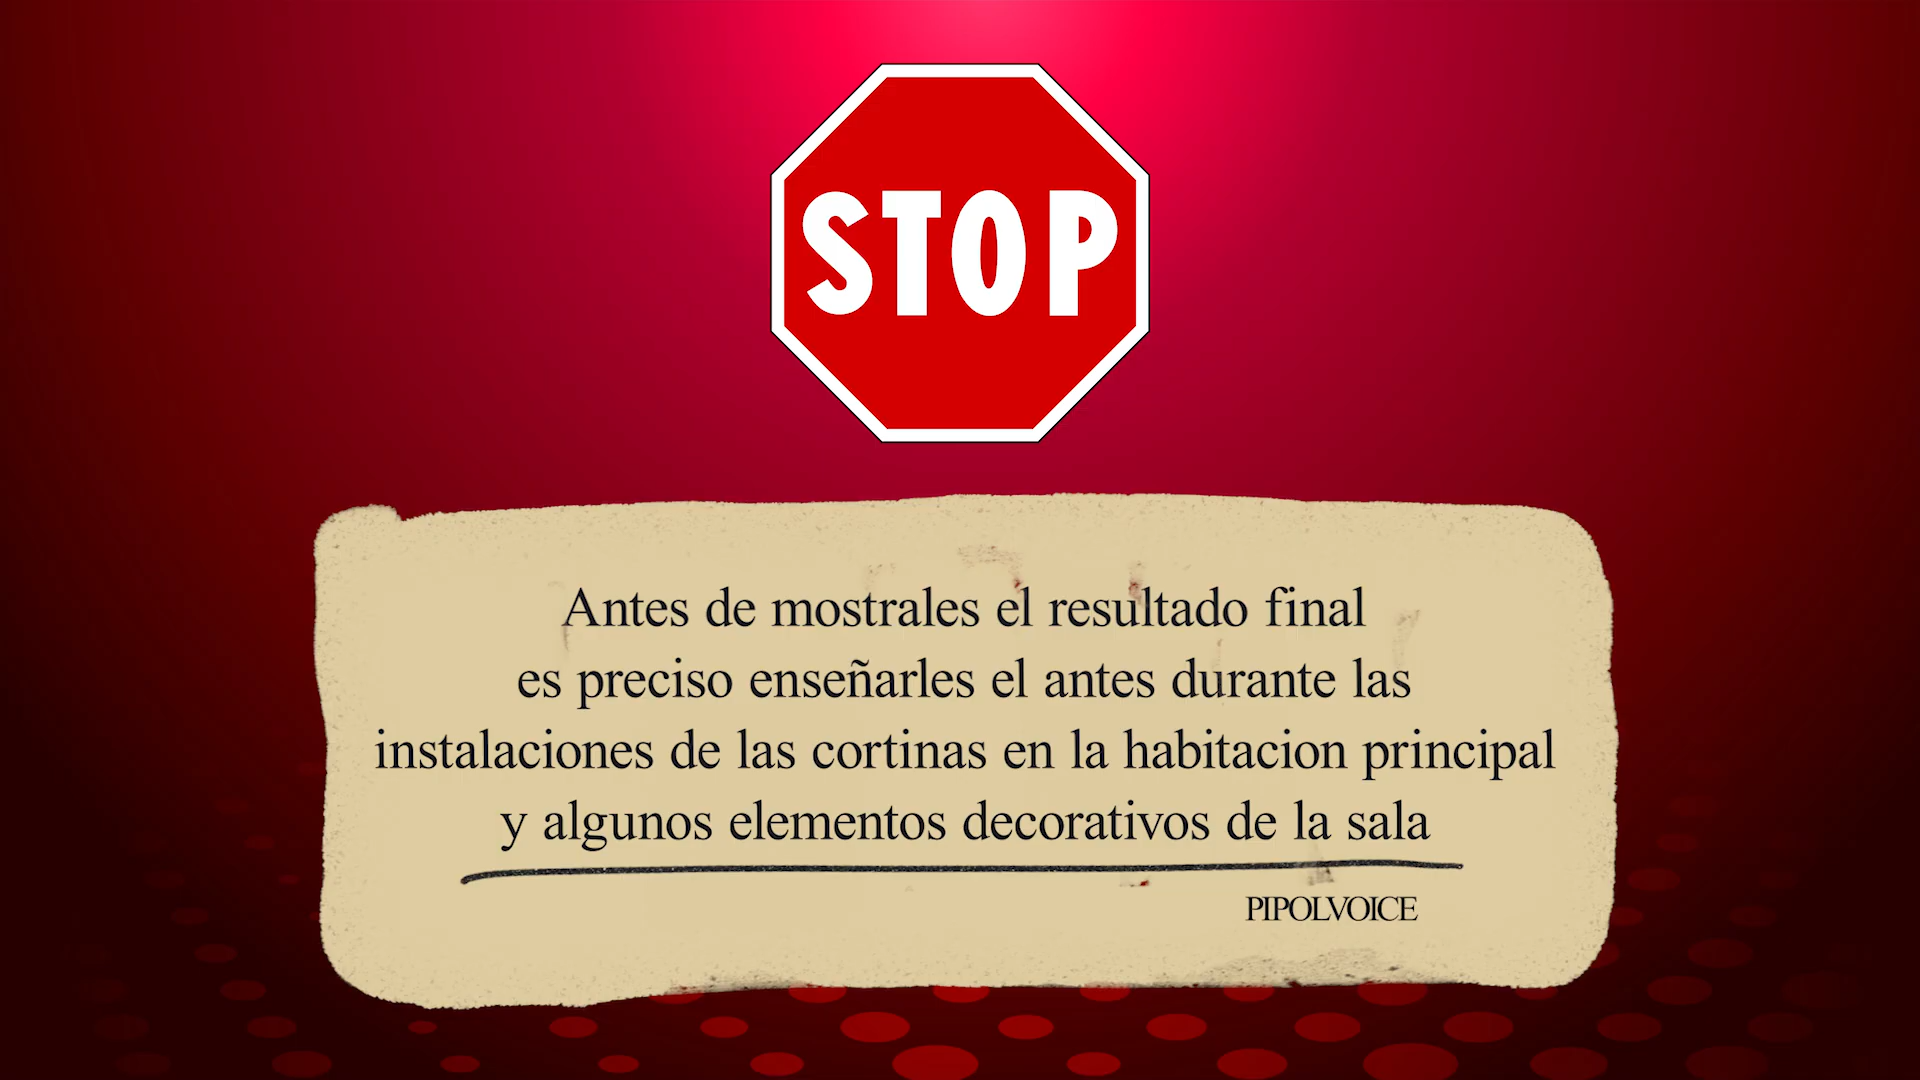 STOP
Antes de mostrales el resultado final
es preciso enseñarles el antes durante las
instalaciones de las cortinas en la habitacion principal
y algunos elementos decorativos de la sala
PIPOLVOICE